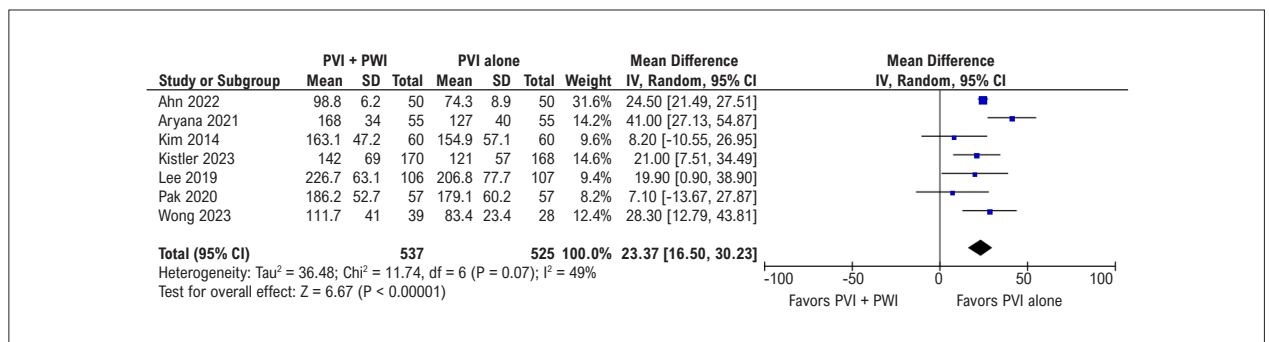 PVI + PWI PVI alone Mean Difference Mean Difference
Study or Subgroup Mean SD Total Mean SD Total Weight IV, Random, 95% CI IV, Random, 95% CI
Ahn 2022 98.8 6.2 50 74.3 8.9 50 31.6% 24.50 [21.49, 27.51]
Aryana 2021 168 34 55 127 40 55 14.2% 41.00 [27.13, 54.87]
Kim 2014 163.1 47.2 60 154.9 57.1 60 9.6% 8.20 [-10.55, 26.95]
Kistler 2023 142 69 170 121 57 168 14.6% 21.00 [7.51, 34.49]
Lee 2019 226.7 63.1 106 206.8 77.7 107 9.4% 19.90 [0.90, 38.90]
Pak 2020 186.2 52.7 57 179.1 60.2 57 8.2% 7.10 [-13.67, 27.87]
Wong 2023 111.7 41 39 83.4 23.4 28 12.4% 28.30 [12.79, 43.81]
Total (95% CI) 537 525 100.0% 23.37 [16.50, 30.23]
Heterogeneity: Tau² = 36.48; Chi² = 11.74, df = 6 (P = 0.07); I² = 49%
Test for overall effect: Z = 6.67 (P < 0.00001)
-100 -50 0 50 100
Favors PVI + PWI Favors PVI alone